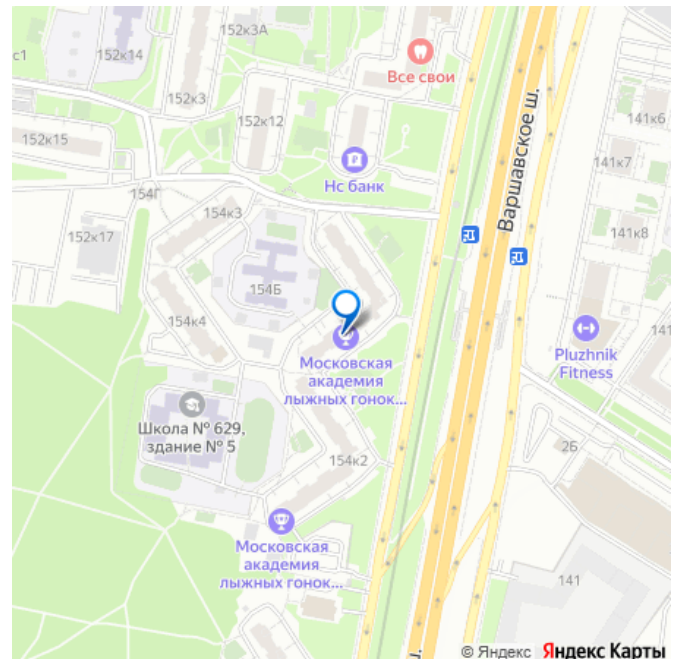 152к3А
с1
152к14
Все свои
152к3
152к12
141к6
152к15
141к7
Нс банк
Варшавское ш.
154Г
154к3
152к17
141к8
154Б
154к4
141
Pluzhnik
Fitness
Московская
академия
лыжных гонок...
Школа № 629,
здание № 5
154к2
2Б
Московская
академия
лыжных гонок...
141
ш.
© Яндекс Яндекс Карты